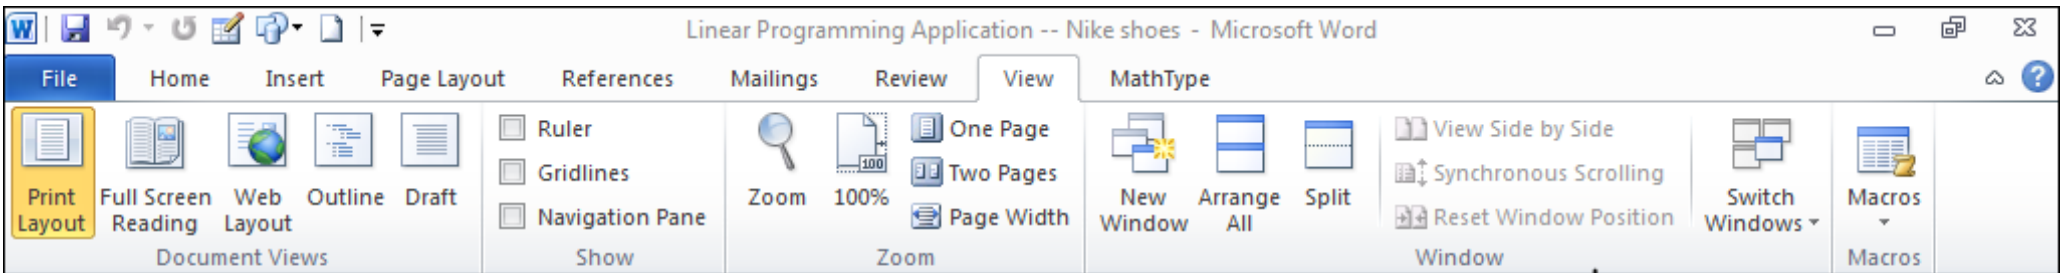 W
Linear Programming Application -- Nike shoes - Microsoft Word
File Home Insert Page Layout References Mailings Review View MathType ?
Print Layout
Full Screen Reading
Web Layout
Outline
Draft
Document Views
Ruler
Gridlines
Navigation Pane
Show
Zoom
100
100%
One Page
Two Pages
Page Width
Zoom
New Window
Arrange All
Split
View Side by Side
Synchronous Scrolling
Reset Window Position
Switch Windows
Window
Macros
Macros